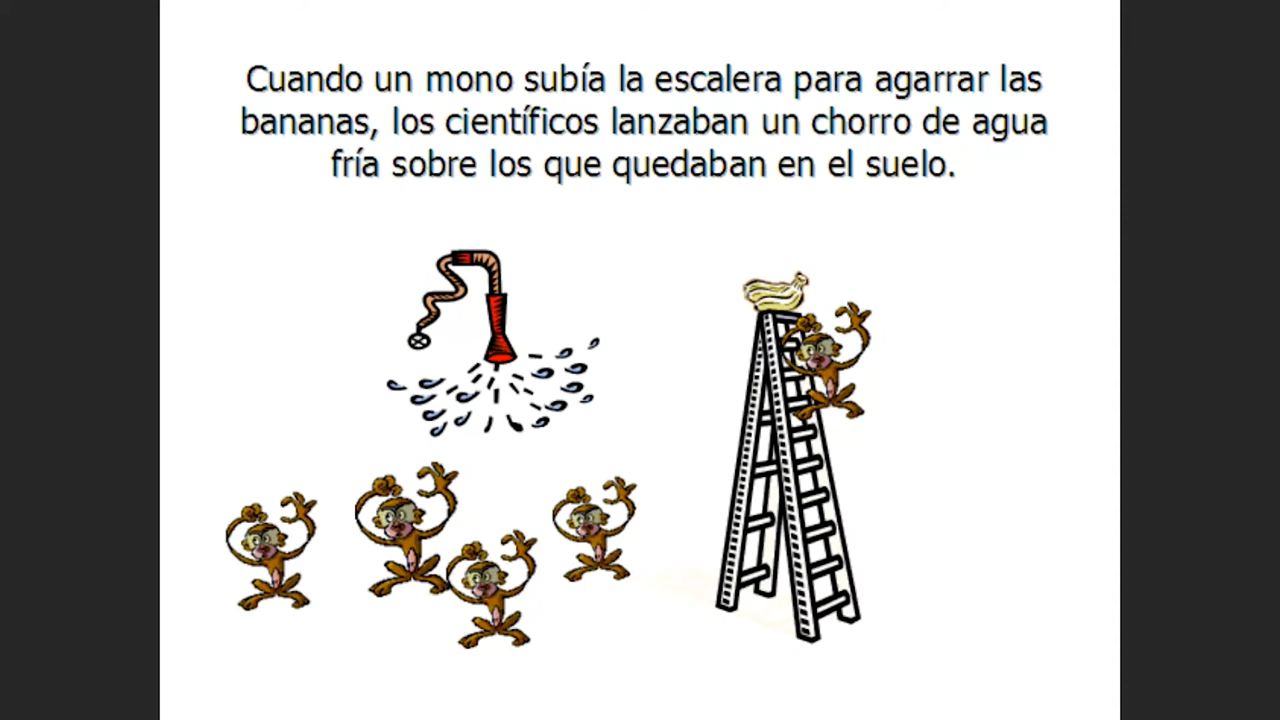 Cuando un mono subía la escalera para agarrar las
bananas, los científicos lanzaban un chorro de agua
fría sobre los que quedaban en el suelo.